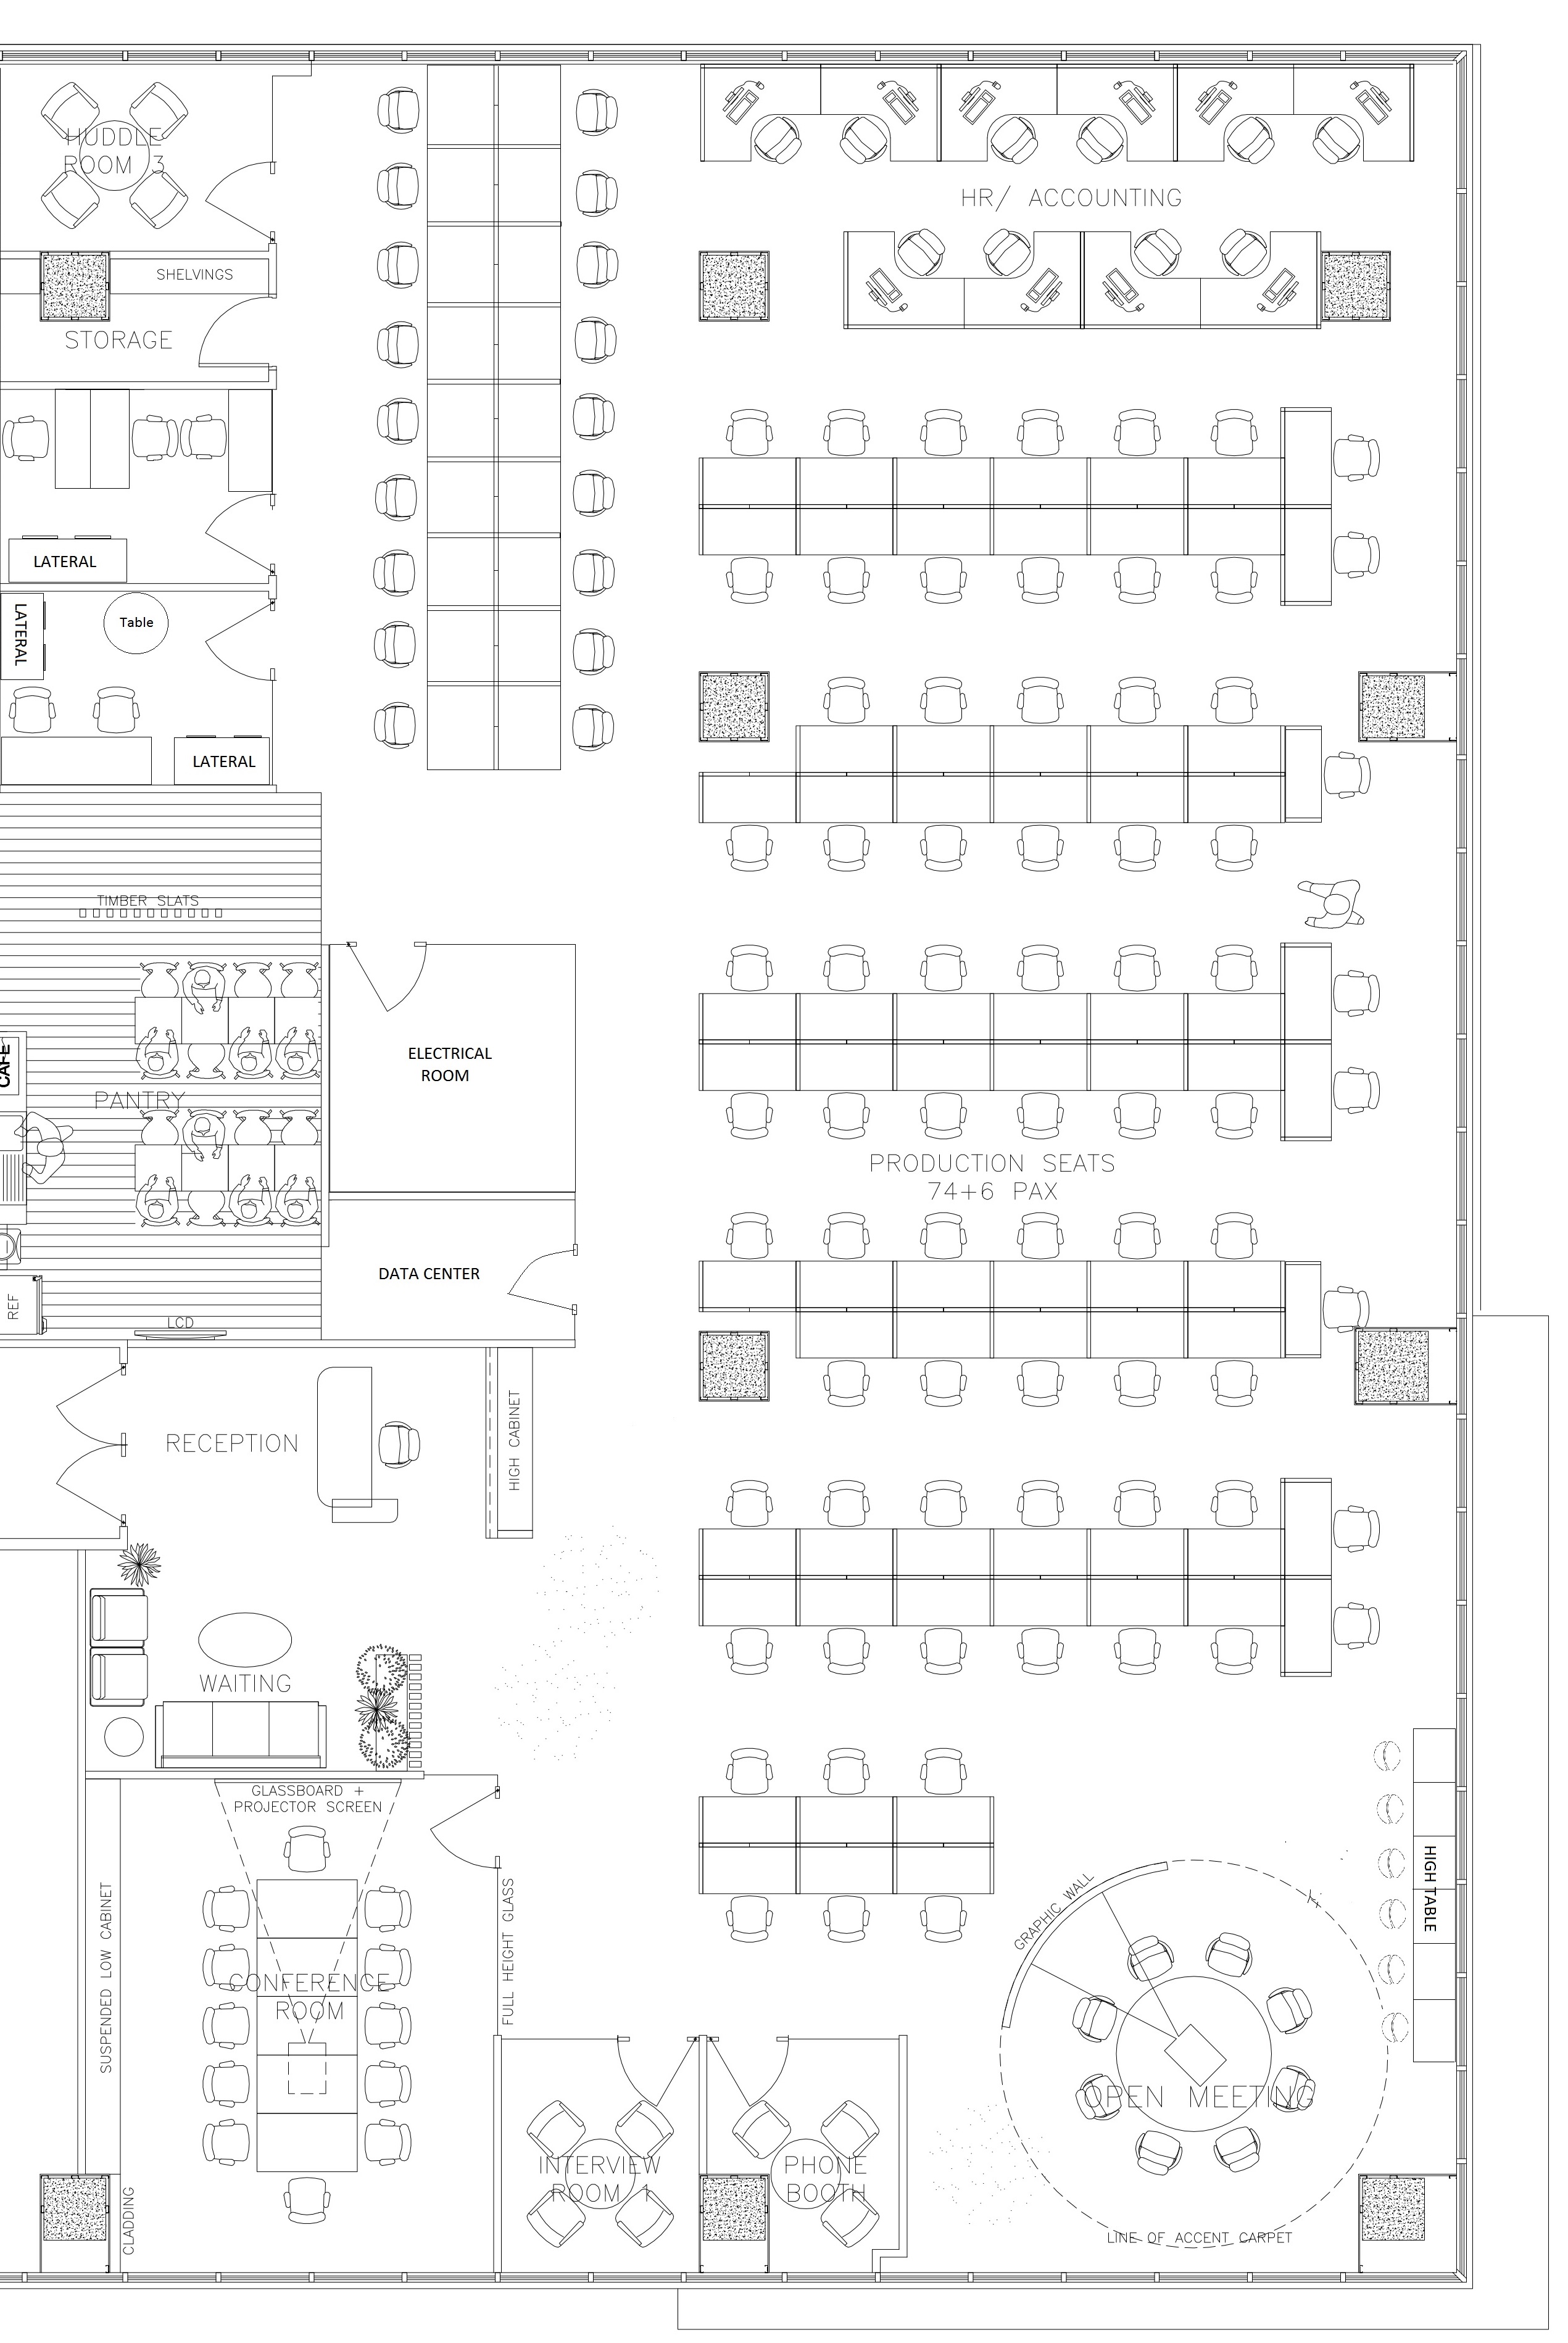 HUDDLE
ROOM 3
HR/ ACCOUNTING
SHELVINGS
STORAGE
LATERAL
LATERAL
Table
LATERAL
TIMBER SLATS
CAFE
ELECTRICAL
ROOM
PANTRY
PRODUCTION SEATS
74+6 PAX
DATA CENTER
REF
LCD
RECEPTION
HIGH CABINET
WAITING
GLASSBOARD +
PROJECTOR SCREEN
SUSPENDED LOW CABINET
CONFERENCE
ROOM
FULL HEIGHT GLASS
GRAPHIC WALL
HIGH TABLE
OPEN MEETING
INTERVIEW
ROOM 1
PHONE
BOOTH
CLADDING
LINE OF ACCENT CARPET